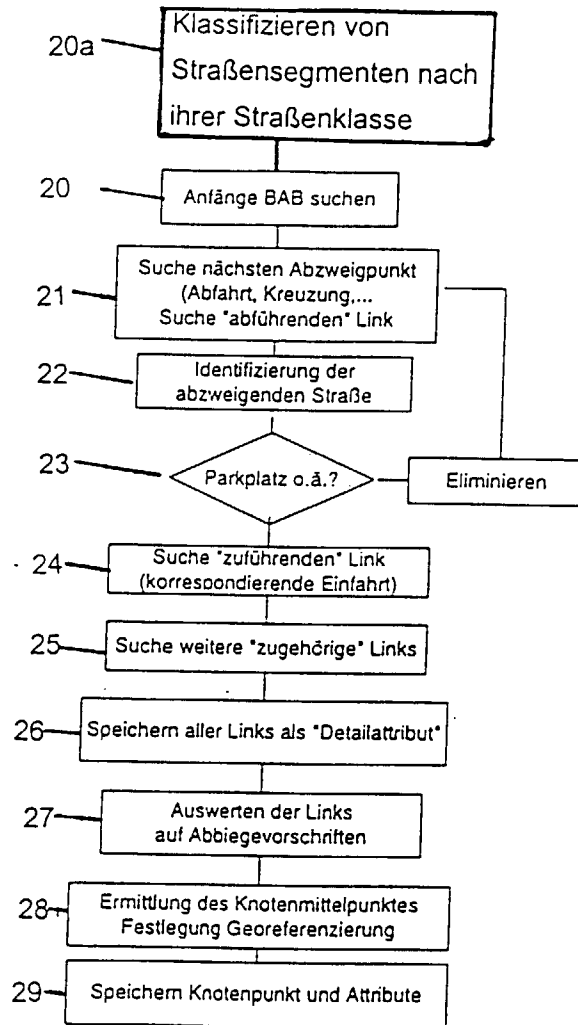 20a
Klassifizieren von
Straßensegmenten nach
ihrer Straßenklasse
20
Anfänge BAB suchen
21
Suche nächsten Abzweigpunkt
(Abfahrt, Kreuzung,...
Suche "abführenden" Link
22
Identifizierung der
abzweigenden Straße
23
Parkplatz o.ä.?
Eliminieren
24
Suche "zuführenden" Link
(korrespondierende Einfahrt)
25
Suche weitere "zugehörige" Links
26
Speichern aller Links als "Detailattribut"
27
Auswerten der Links
auf Abbiegevorschriften
28
Ermittlung des Knotenmittelpunktes
Festlegung Georeferenzierung
29
Speichern Knotenpunkt und Attribute